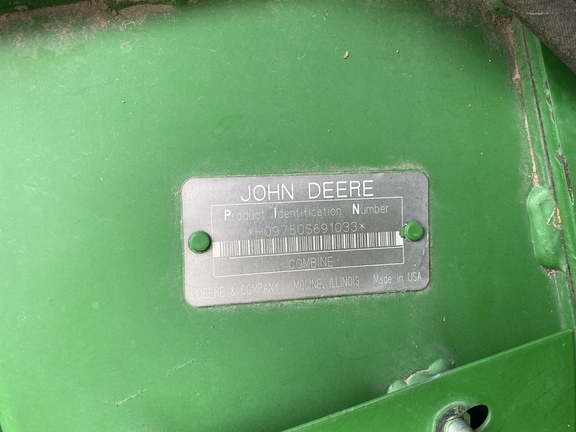 JOHN DEERE
Product Identification Number
*H09750S691033*
COMBINE
DEERE & COMPANY MOLINE, ILLINOIS Made in USA